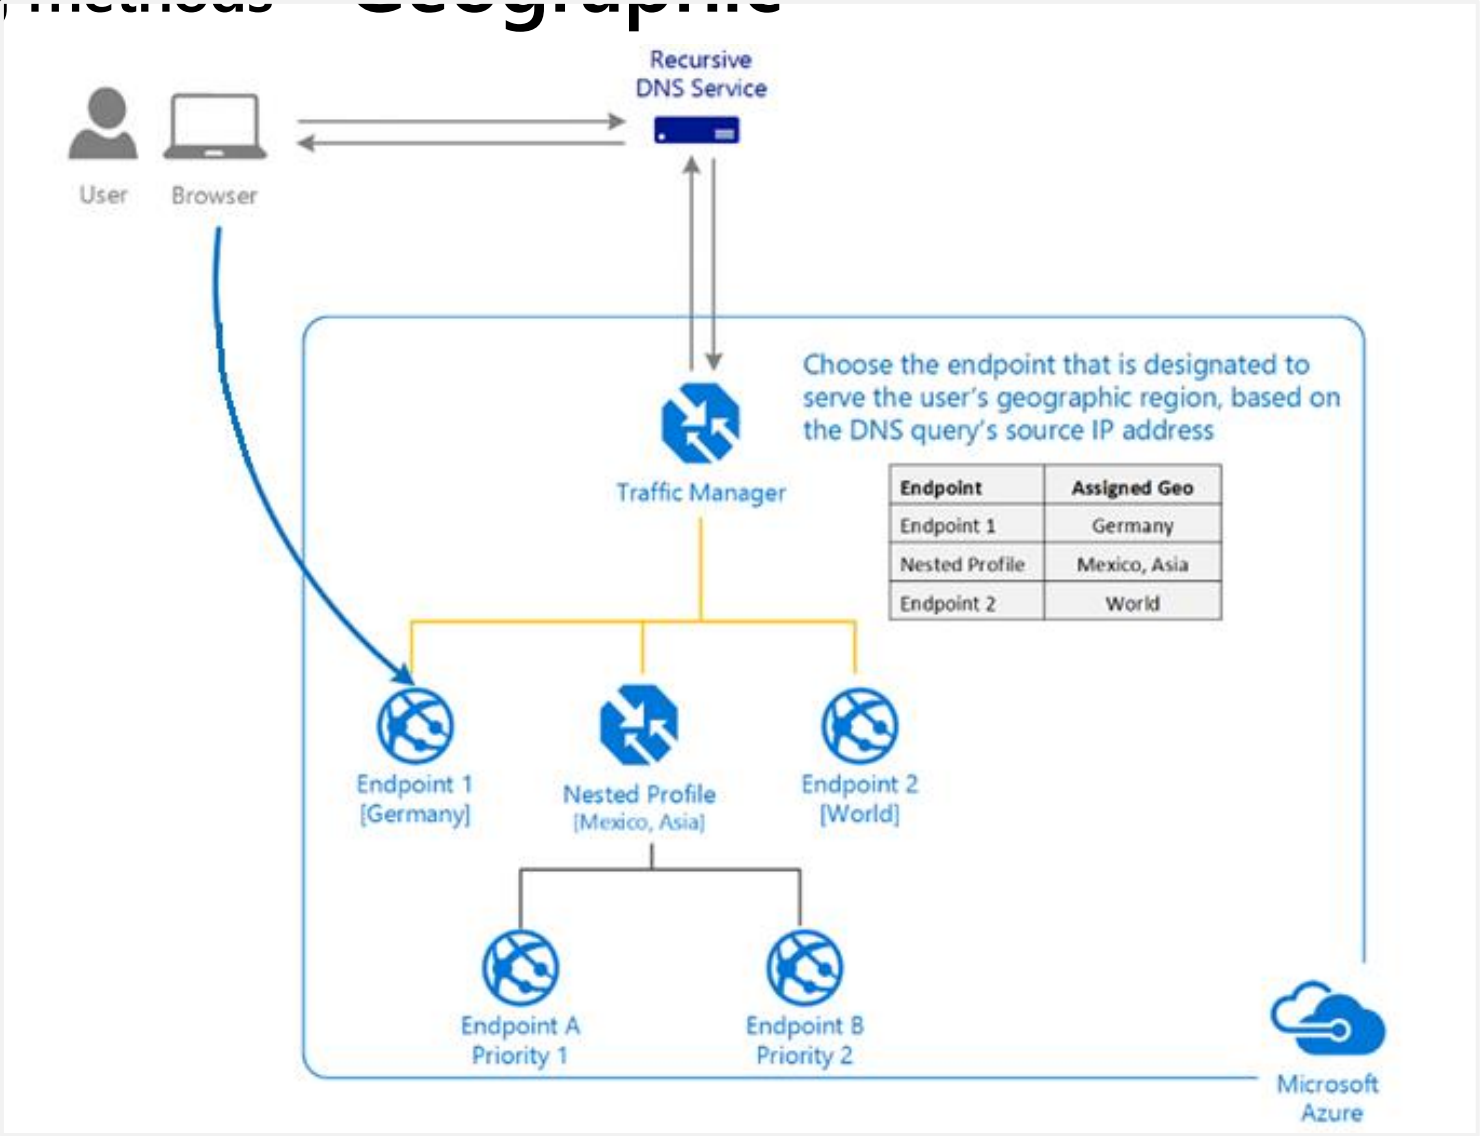 methods
Geographic
Recursive
DNS Service
User
Browser
Choose the endpoint that is designated to
serve the user's geographic region, based on
the DNS query's source IP address
Traffic Manager
Endpoint Assigned Geo
Endpoint 1 Germany
Nested Profile Mexico, Asia
Endpoint 2 World
Endpoint 1
[Germany]
Nested Profile
[Mexico, Asia]
Endpoint 2
[World]
Endpoint A
Priority 1
Endpoint B
Priority 2
Microsoft
Azure